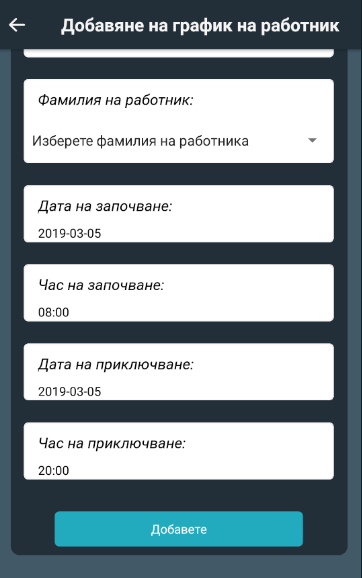 Добавяне на график на работник
Фамилия на работник:
Изберете фамилия на работника
Дата на започване:
2019-03-05
Час на започване:
08:00
Дата на приключване:
2019-03-05
Час на приключване:
20:00
Добавете